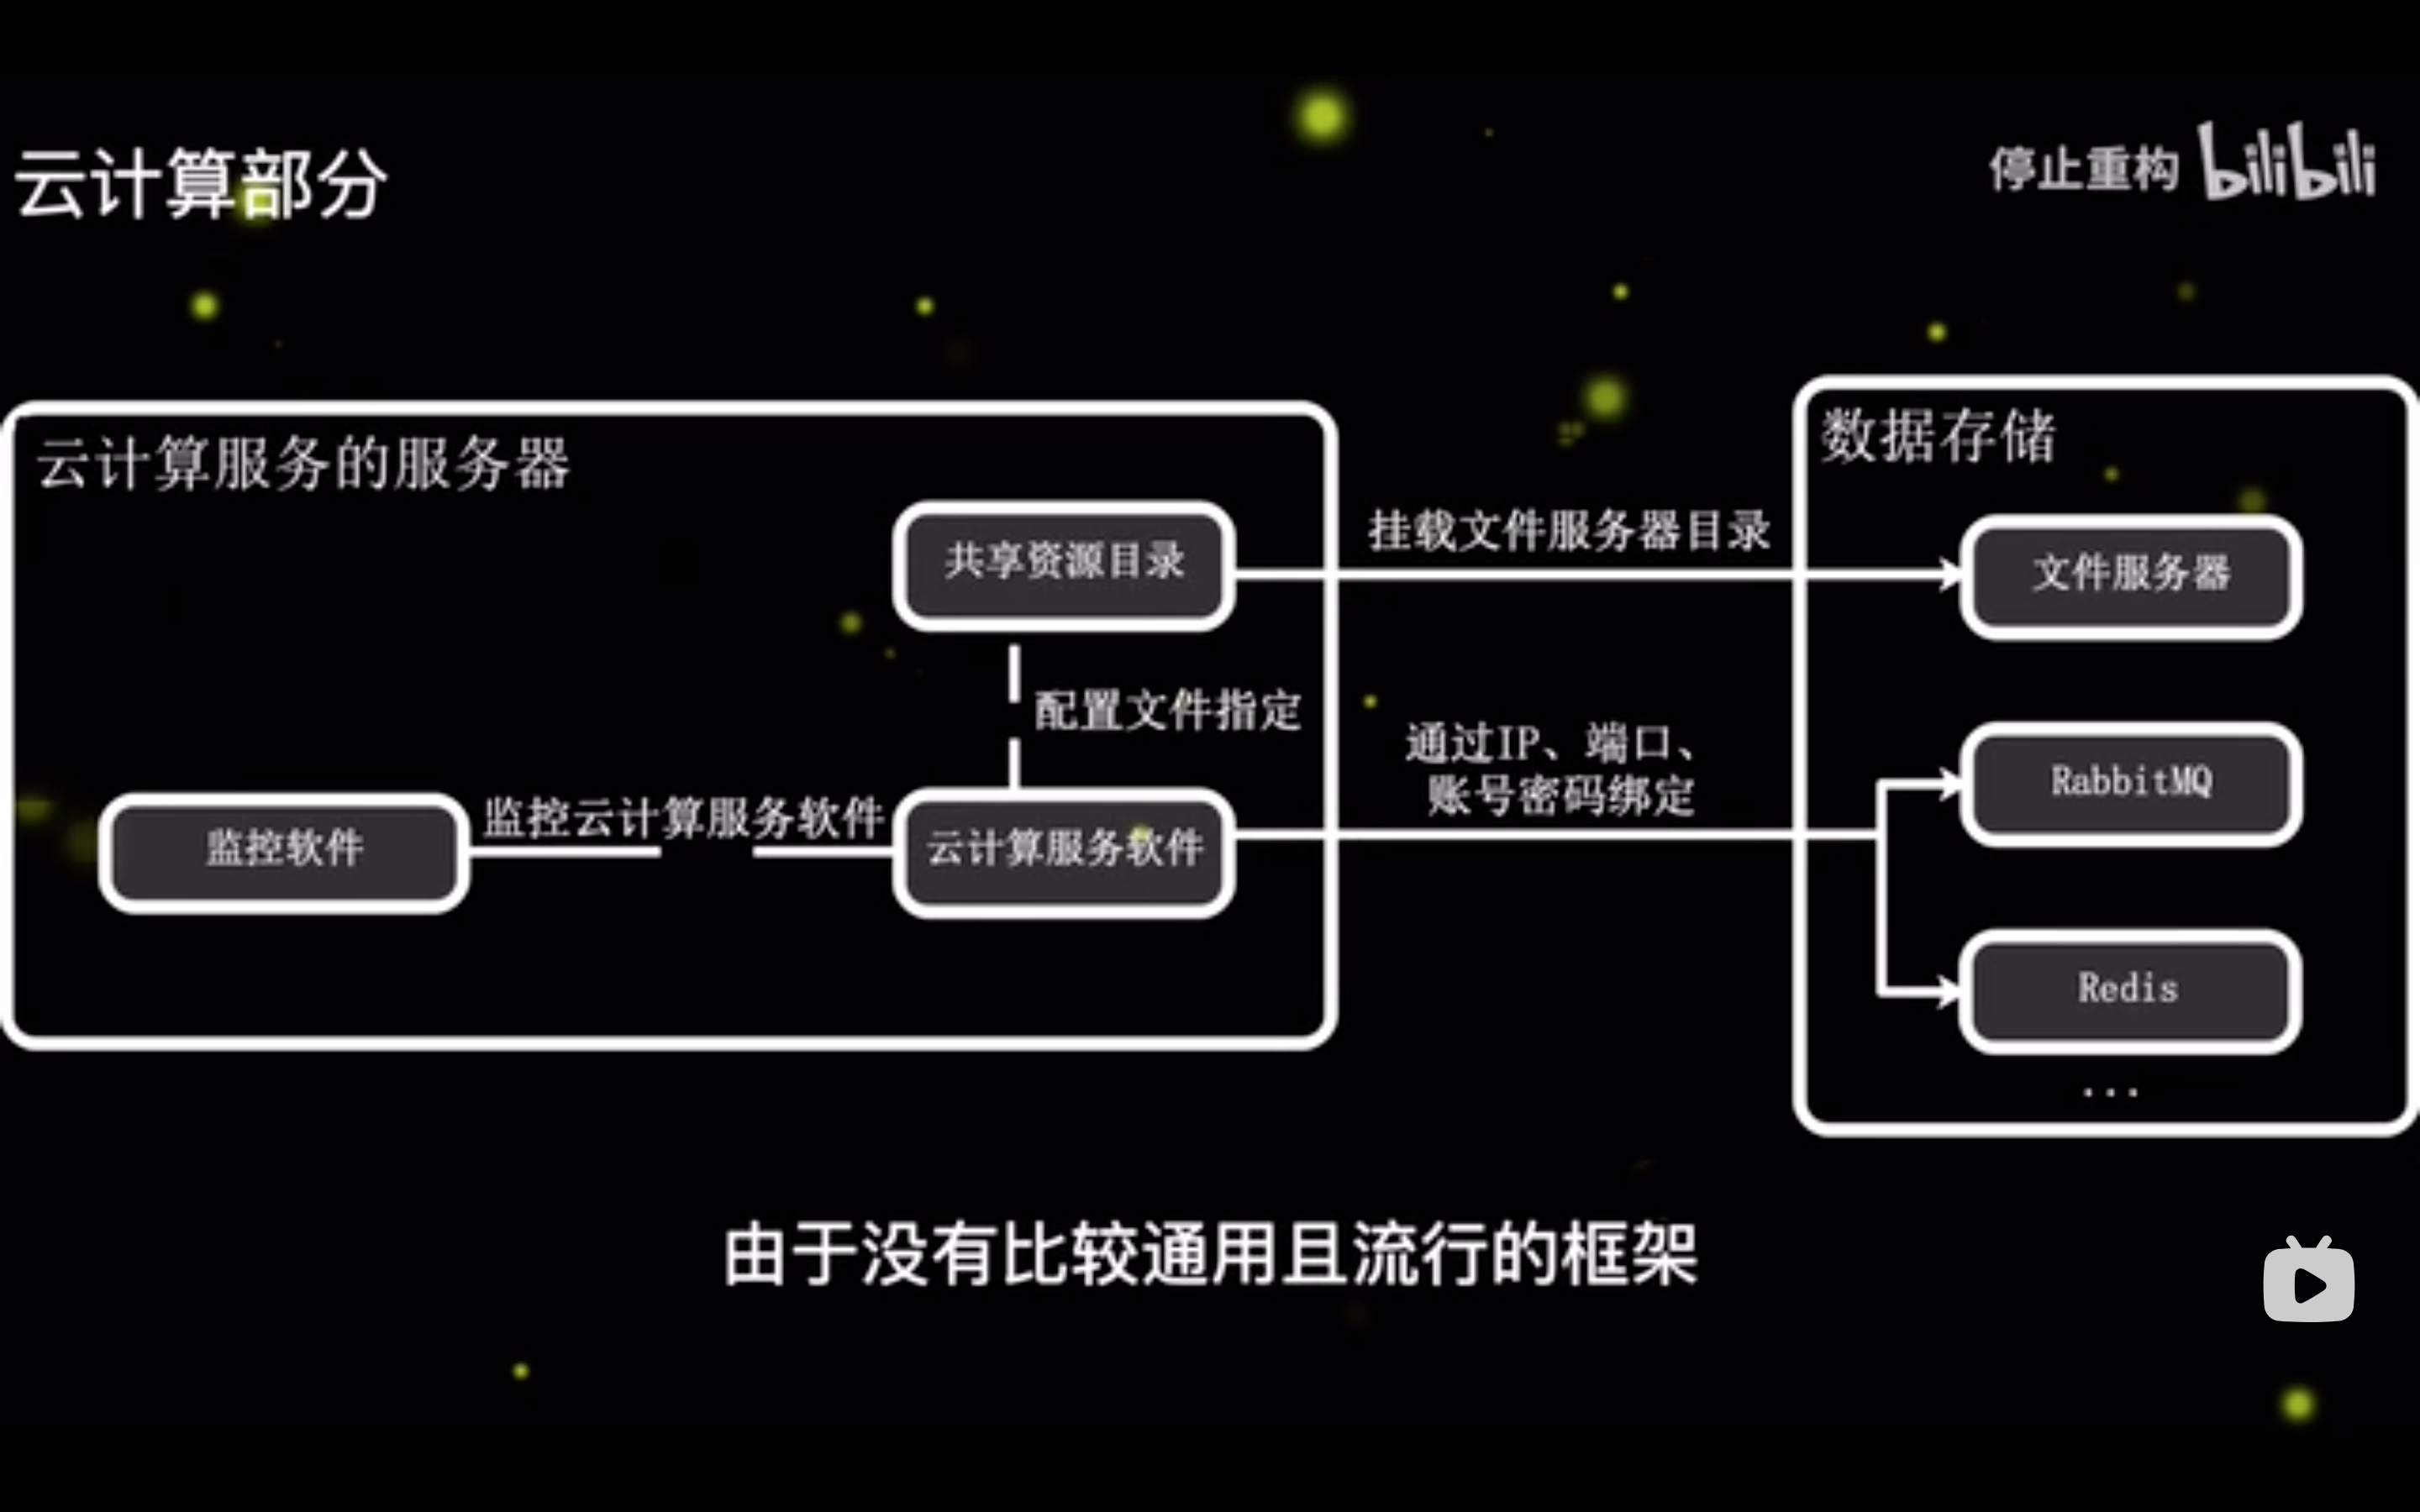 云计算部分
停止重构 bilibili
云计算服务的服务器
数据存储
共享资源目录
挂载文件服务器目录
文件服务器
配置文件指定
通过IP、端口、
账号密码绑定
RabbitMQ
监控软件
监控云计算服务软件
云计算服务软件
Redis
...
由于没有比较通用且流行的框架